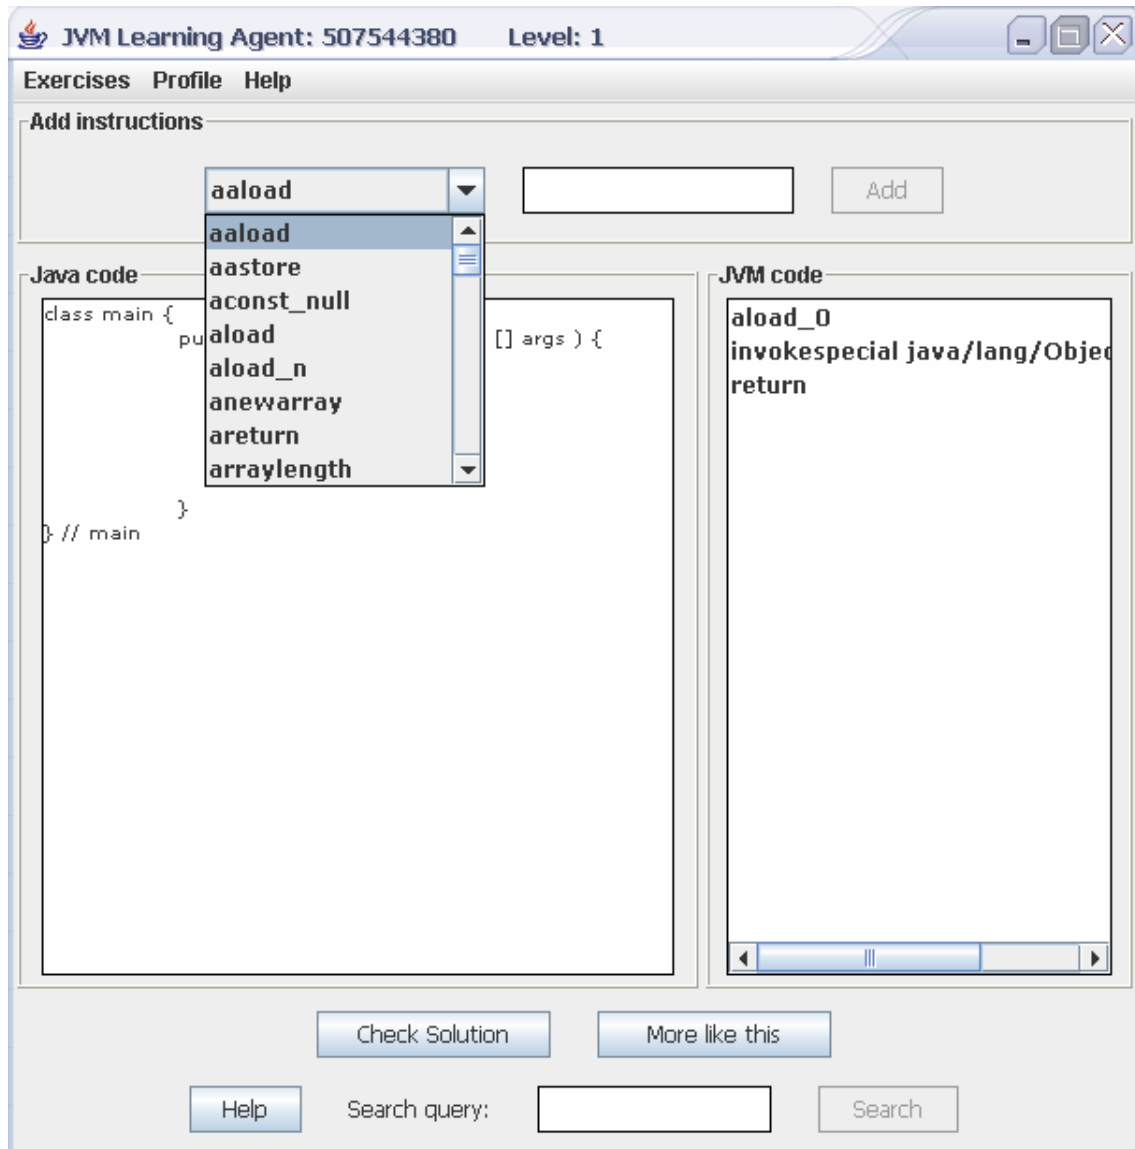 JVM Learning Agent: 507544380 Level: 1
Exercises Profile Help
Add instructions
aaload
Add
aaload
aastore
aconst_null
aload
aload_n
anewarray
areturn
arraylength
Java code
class main {
pu
[] args ) {
}
} // main
JVM code
aload_0
invokespecial java/lang/Objec
return
Check Solution
More like this
Help
Search query:
Search